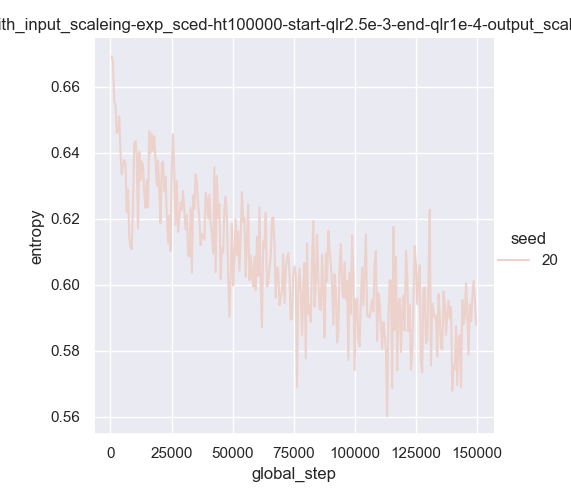 ith_input_scaleing-exp_sced-ht100000-start-qlr2.5e-3-end-qlr1e-4-output_scal
0.66
0.64
0.62
0.60
0.58
0.56
entropy
seed
20
0 25000 50000 75000 100000 125000 150000
global_step